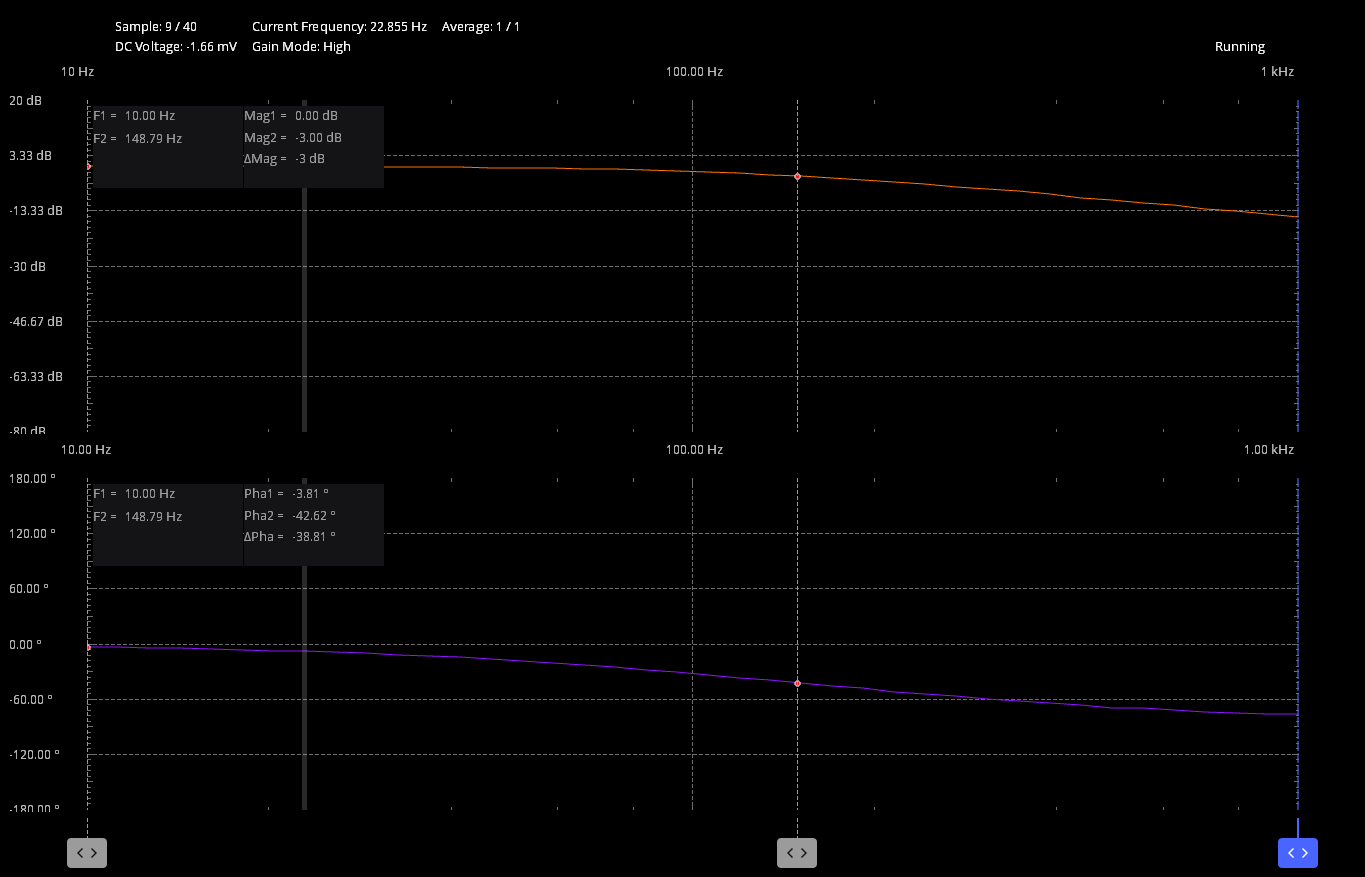 Sample: 9 / 40 Current Frequency: 22.855 Hz Average: 1 / 1
DC Voltage: -1.66 mV Gain Mode: High Running
10 Hz 100.00 Hz 1 kHz
20 dB
F1 = 10.00 Hz Mag1 = 0.00 dB
F2 = 148.79 Hz Mag2 = -3.00 dB
3.33 dB
ΔMag = -3 dB
-13.33 dB
-30 dB
-46.67 dB
-63.33 dB
-80 dB
10.00 Hz 100.00 Hz 1.00 kHz
180.00 °
F1 = 10.00 Hz Pha1 = -3.81 °
F2 = 148.79 Hz Pha2 = -42.62 °
120.00 °
ΔPha = -38.81 °
60.00 °
0.00 °
-60.00 °
-120.00 °
-180.00 °